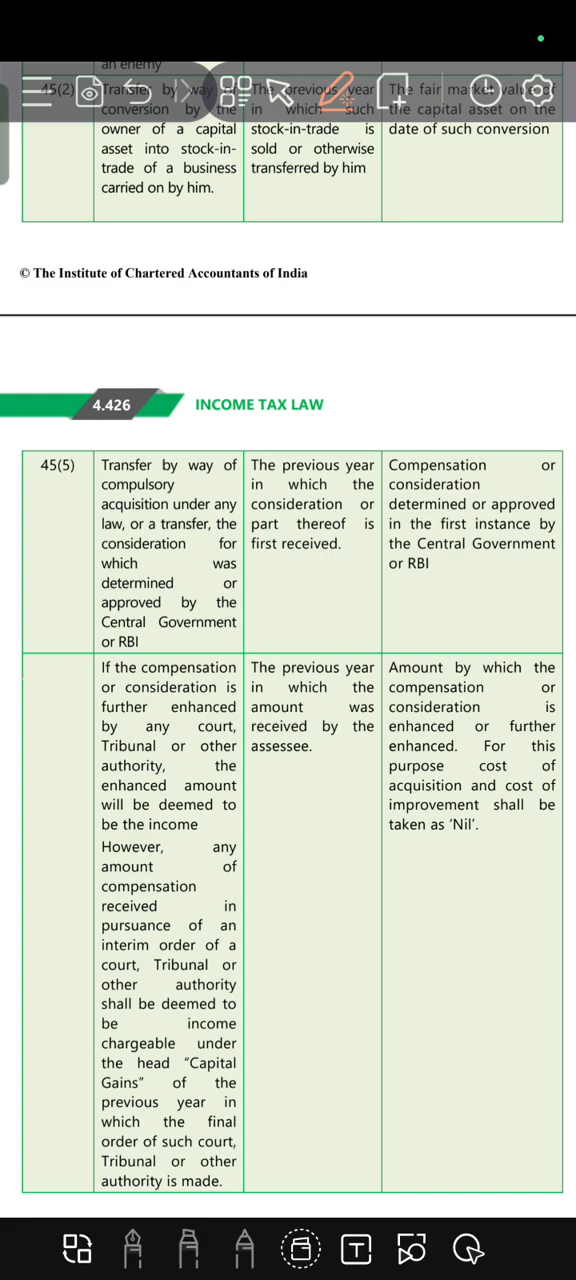 an enemy
45(2) Transfer by way of The previous year The fair market value of
conversion by the in which such the capital asset on the
owner of a capital stock-in-trade is date of such conversion
asset into stock-in- sold or otherwise
trade of a business transferred by him
carried on by him.
© The Institute of Chartered Accountants of India
4.426 INCOME TAX LAW
45(5) Transfer by way of The previous year Compensation or
compulsory in which the consideration
acquisition under any consideration or determined or approved
law, or a transfer, the part thereof is in the first instance by
consideration for first received. the Central Government
which was or RBI
determined or
approved by the
Central Government
or RBI
If the compensation The previous year Amount by which the
or consideration is in which the compensation or
further enhanced amount was consideration is
by any court, received by the enhanced or further
Tribunal or other assessee. enhanced. For this
authority, the purpose cost of
enhanced amount acquisition and cost of
will be deemed to improvement shall be
be the income taken as ‘Nil’.
However, any
amount of
compensation
received in
pursuance of an
interim order of a
court, Tribunal or
other authority
shall be deemed to
be income
chargeable under
the head “Capital
Gains” of the
previous year in
which the final
order of such court,
Tribunal or other
authority is made.
T